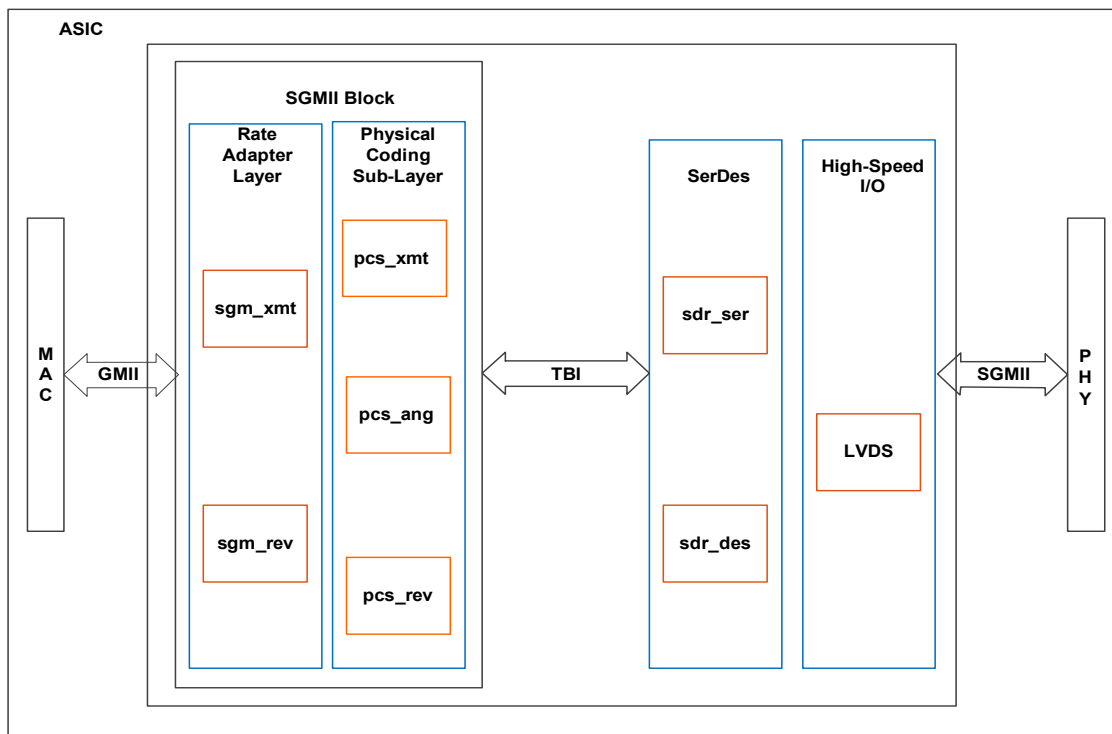 ASIC
SGMII Block
Rate
Adapter
Layer
Physical
Coding
Sub-Layer
SerDes
High-Speed
I/O
pcs_xmt
sgm_xmt
sdr_ser
M
A
C
GMII
TBI
SGMII
P
H
Y
pcs_ang
LVDS
sgm_rev
sdr_des
pcs_rev